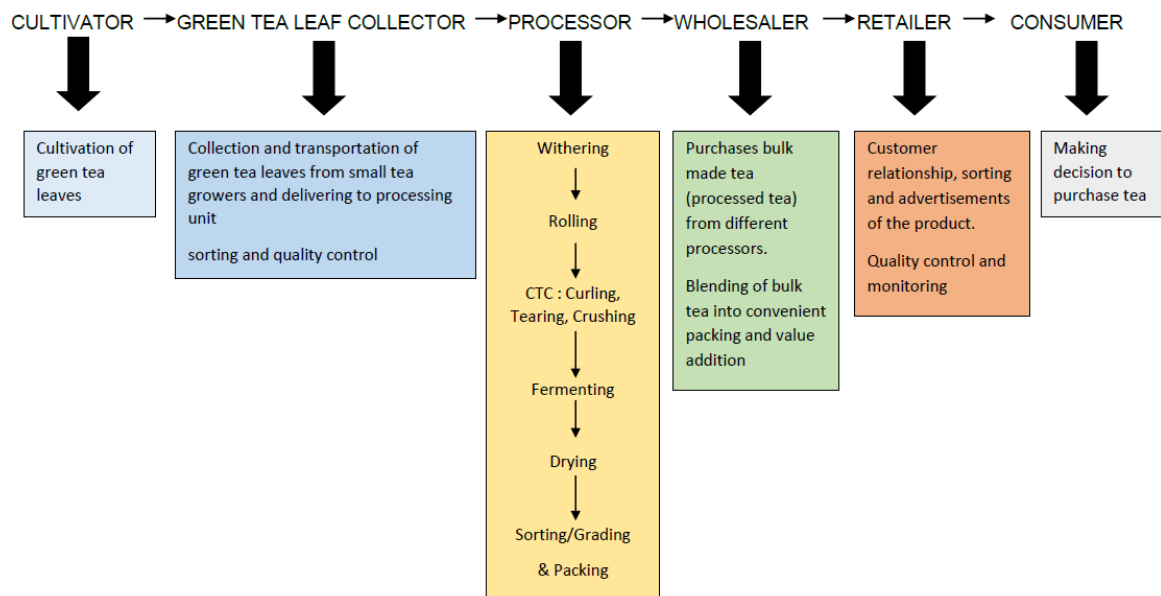 CULTIVATOR
GREEN TEA LEAF COLLECTOR
PROCESSOR
WHOLESALER
RETAILER
CONSUMER
Cultivation of
green tea
leaves
Collection and transportation of
green tea leaves from small tea
growers and delivering to processing
unit
sorting and quality control
Withering
Rolling
CTC : Curling,
Tearing, Crushing
Fermenting
Drying
Sorting/Grading
& Packing
Purchases bulk
made tea
(processed tea)
from different
processors.
Blending of bulk
tea into convenient
packing and value
addition
Customer
relationship, sorting
and advertisements
of the product.
Quality control and
monitoring
Making
decision to
purchase tea